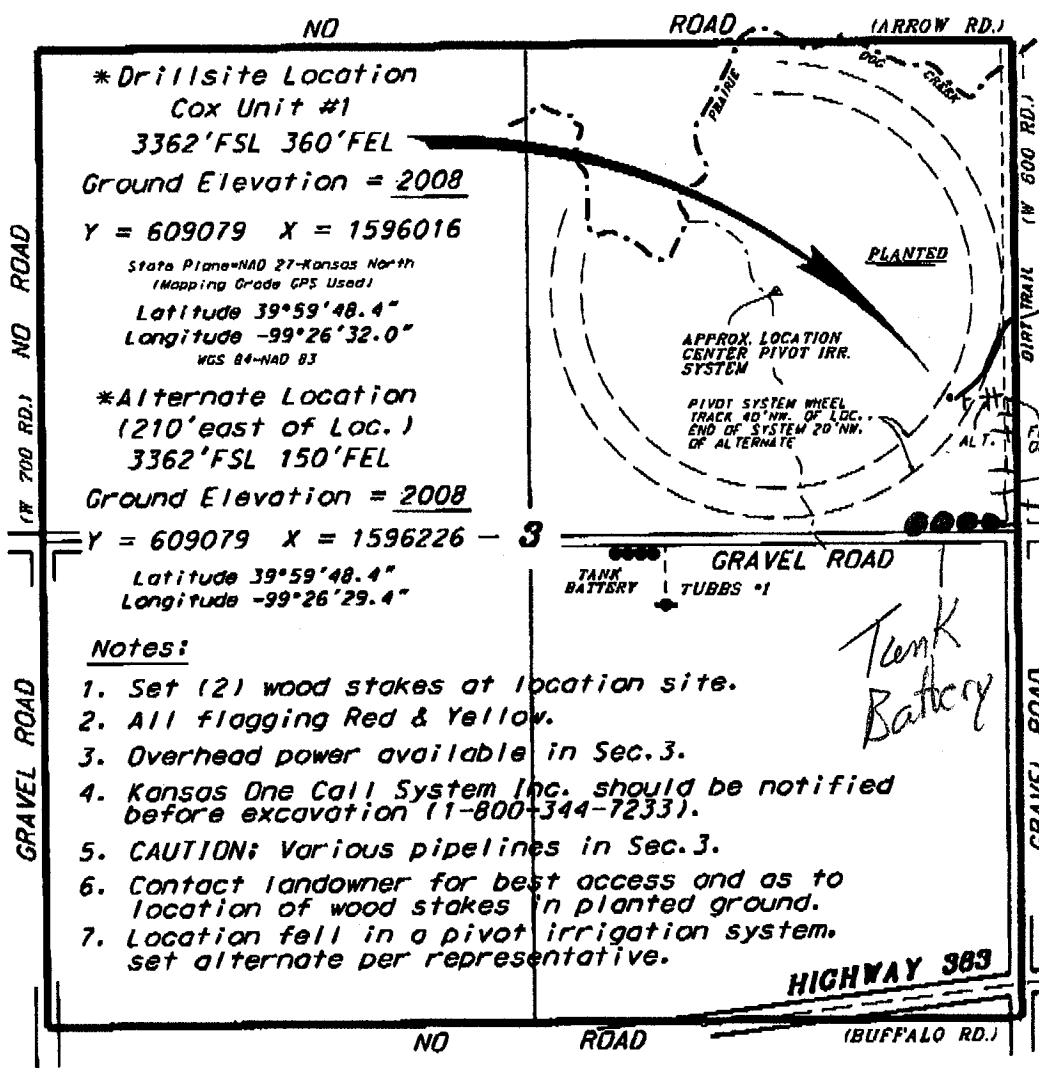 NO ROAD (ARROW RD.)
*Drillsite Location
Cox Unit #1
3362'FSL 360'FEL
Ground Elevation = 2008
Y = 609079 X = 1596016
State Plane=NAD 27-Kansas North
(Mapping Grade GPS Used)
Latitude 39°59'48.4"
Longitude -99°26'32.0"
WGS 84-NAD 83
*Alternate Location
(210'east of Loc.)
3362'FSL 150'FEL
Ground Elevation = 2008
Y = 609079 X = 1596226
Latitude 39°59'48.4"
Longitude -99°26'29.4"
3
PRAIRIE
DOG
CREEK
PLANTED
APPROX. LOCATION
CENTER PIVOT IRR.
SYSTEM
PIVOT SYSTEM WHEEL
TRACK 40'NW. OF LOC.,
END OF SYSTEM 20'NW.
OF ALTERNATE
ALT.
DIRT TRAIL
(W 600 RD.)
NO ROAD
(W 700 RD.)
GRAVEL ROAD
TANK
BATTERY
TUBBS #1
GRAVEL ROAD
Tank
Battery
Notes:
1. Set (2) wood stakes at location site.
2. All flagging Red & Yellow.
3. Overhead power available in Sec.3.
4. Kansas One Call System Inc. should be notified
before excavation (1-800-344-7233).
5. CAUTION: Various pipelines in Sec.3.
6. Contact landowner for best access and as to
location of wood stakes in planted ground.
7. Location fell in a pivot irrigation system.
set alternate per representative.
GRAVEL ROAD
HIGHWAY 383
NO ROAD (BUFFALO RD.)